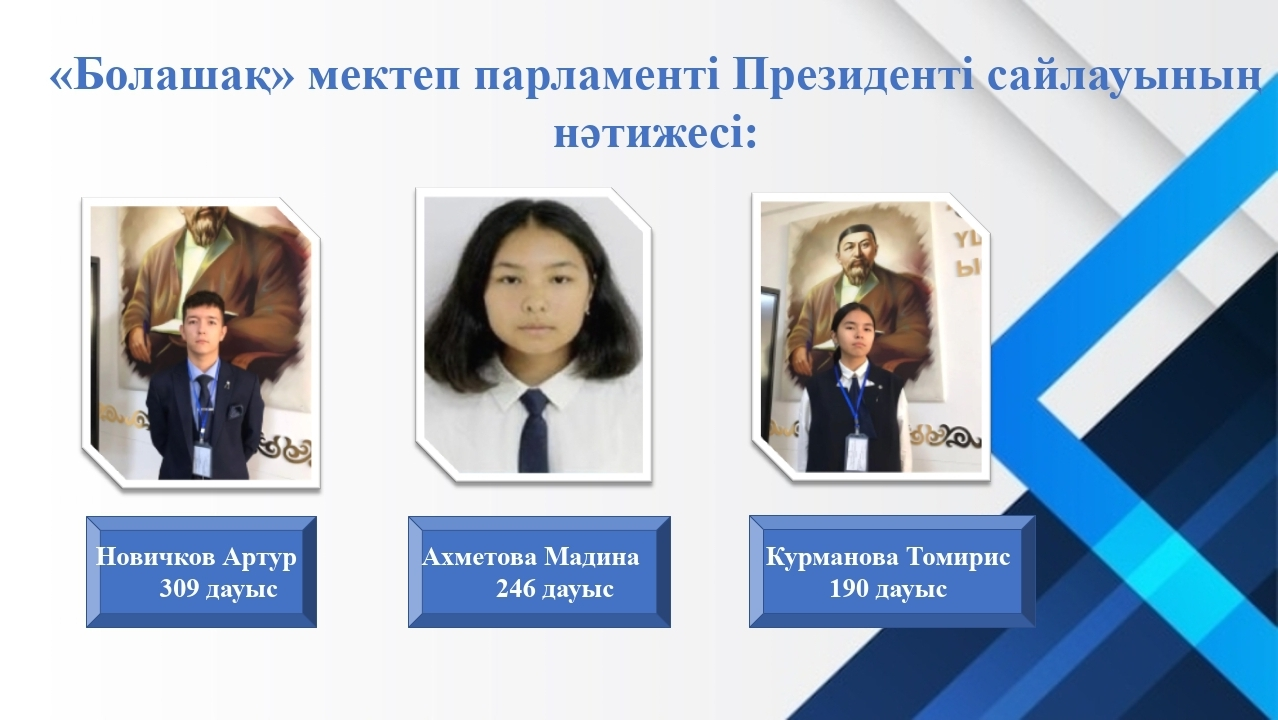 «Болашақ» мектеп парламенті Президенті сайлауының
нәтижесі:
Новичков Артур
309 дауыс
Ахметова Мадина
246 дауыс
Курманова Томирис
190 дауыс